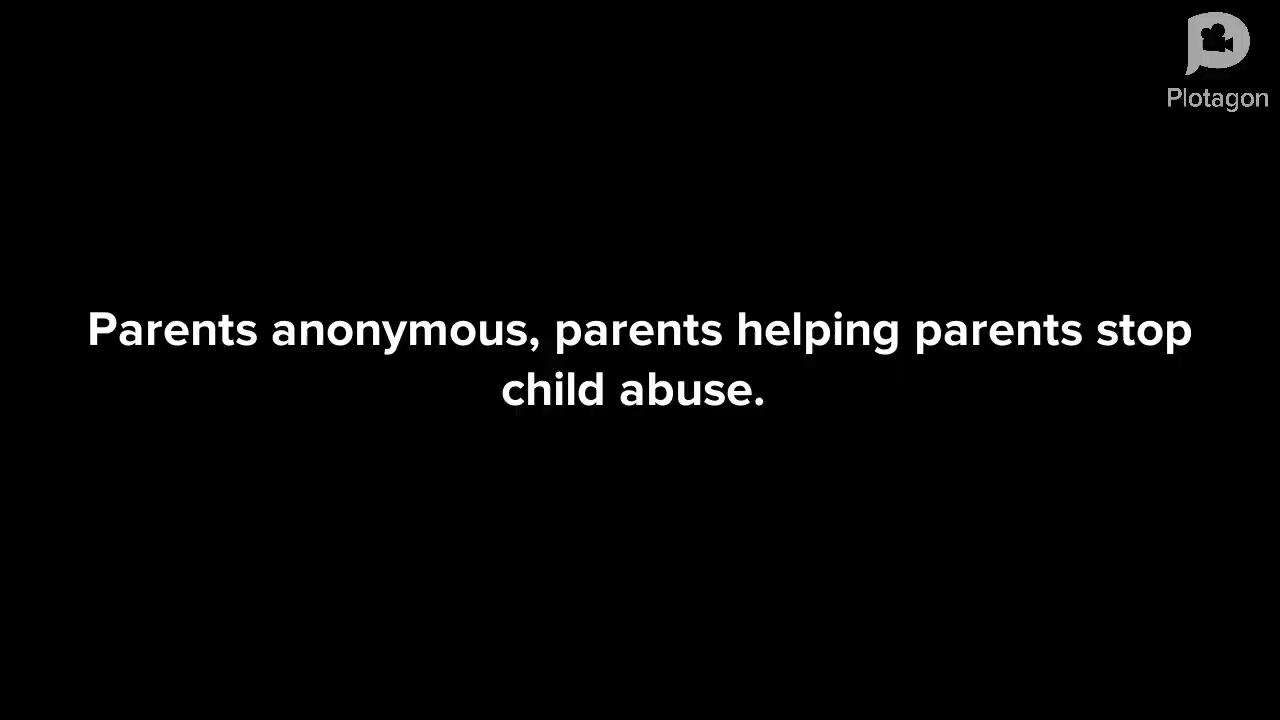 Plotagon
Parents anonymous, parents helping parents stop
child abuse.